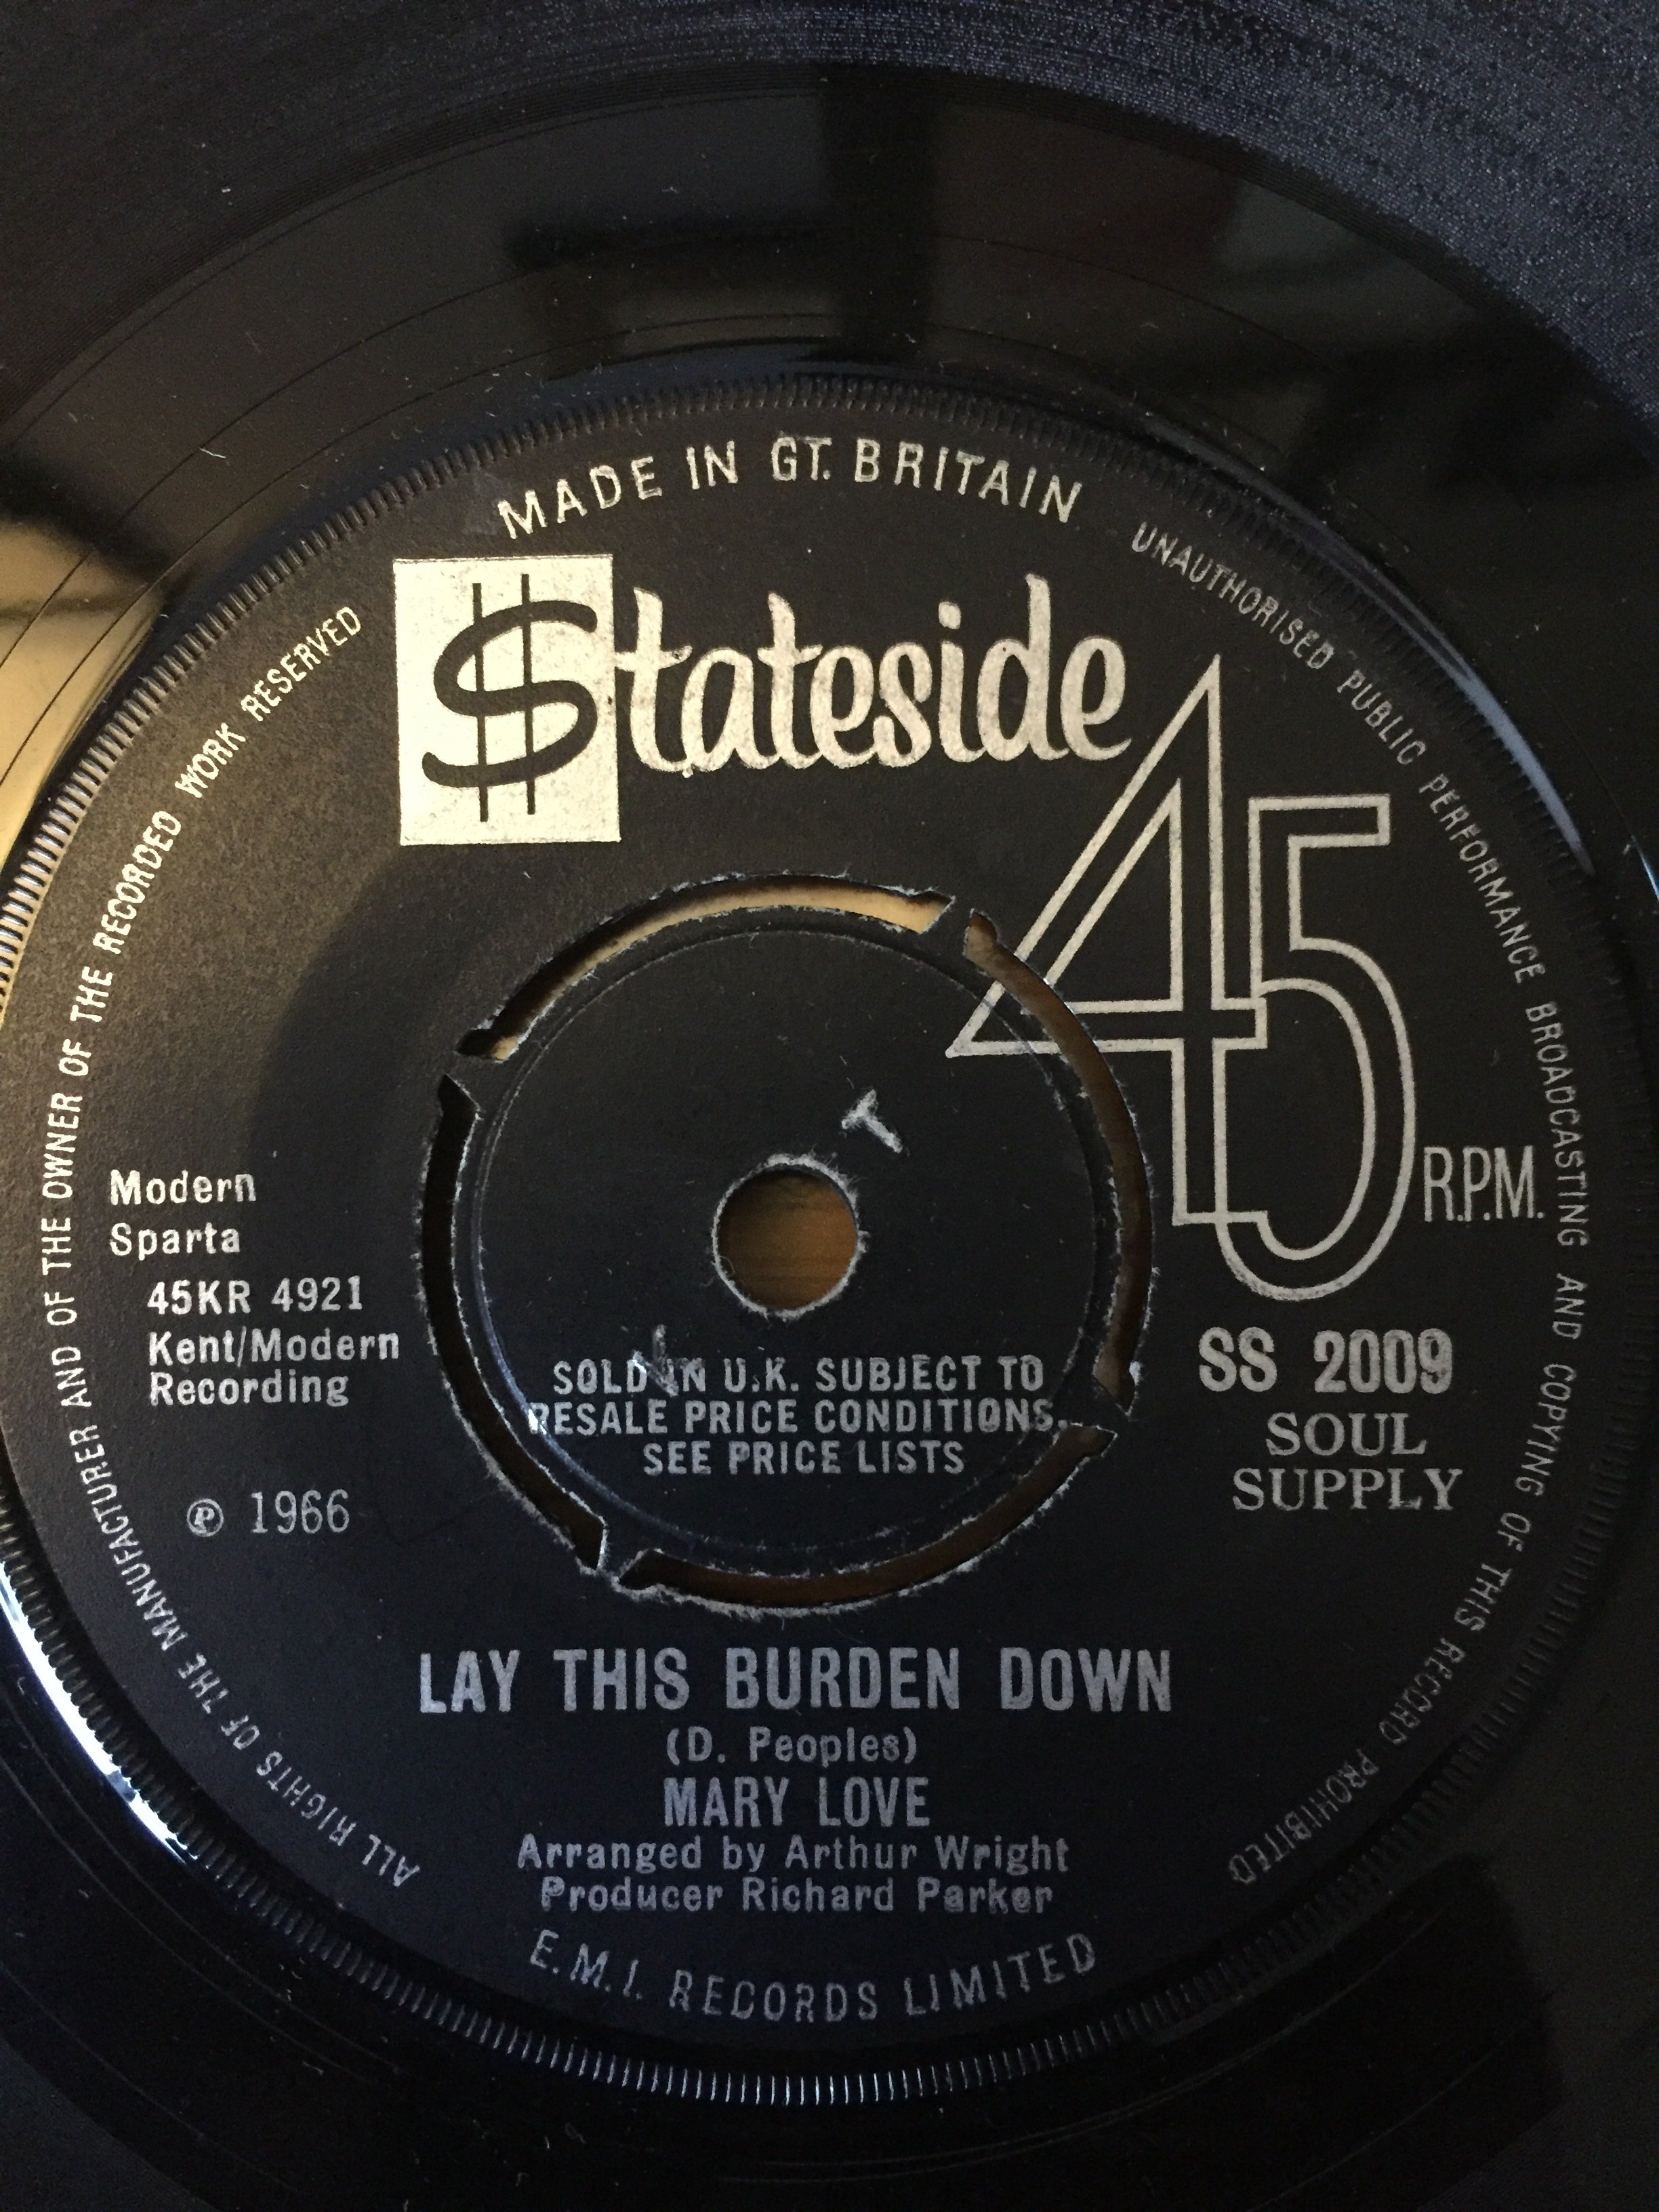 MADE IN GT. BRITAIN
UNAUTHORISED PUBLIC PERFORMANCE BROADCASTING AND COPYING OF THIS RECORD PROHIBITED
ALL RIGHTS OF THE MANUFACTURER AND OF THE OWNER OF THE RECORDED WORK RESERVED
$tateside
45
R.P.M.
T
Modern
Sparta
45KR 4921
Kent/Modern
Recording
℗ 1966
SOLD IN U.K. SUBJECT TO
RESALE PRICE CONDITIONS.
SEE PRICE LISTS
SS 2009
SOUL
SUPPLY
LAY THIS BURDEN DOWN
(D. Peoples)
MARY LOVE
Arranged by Arthur Wright
Producer Richard Parker
E.M.I. RECORDS LIMITED